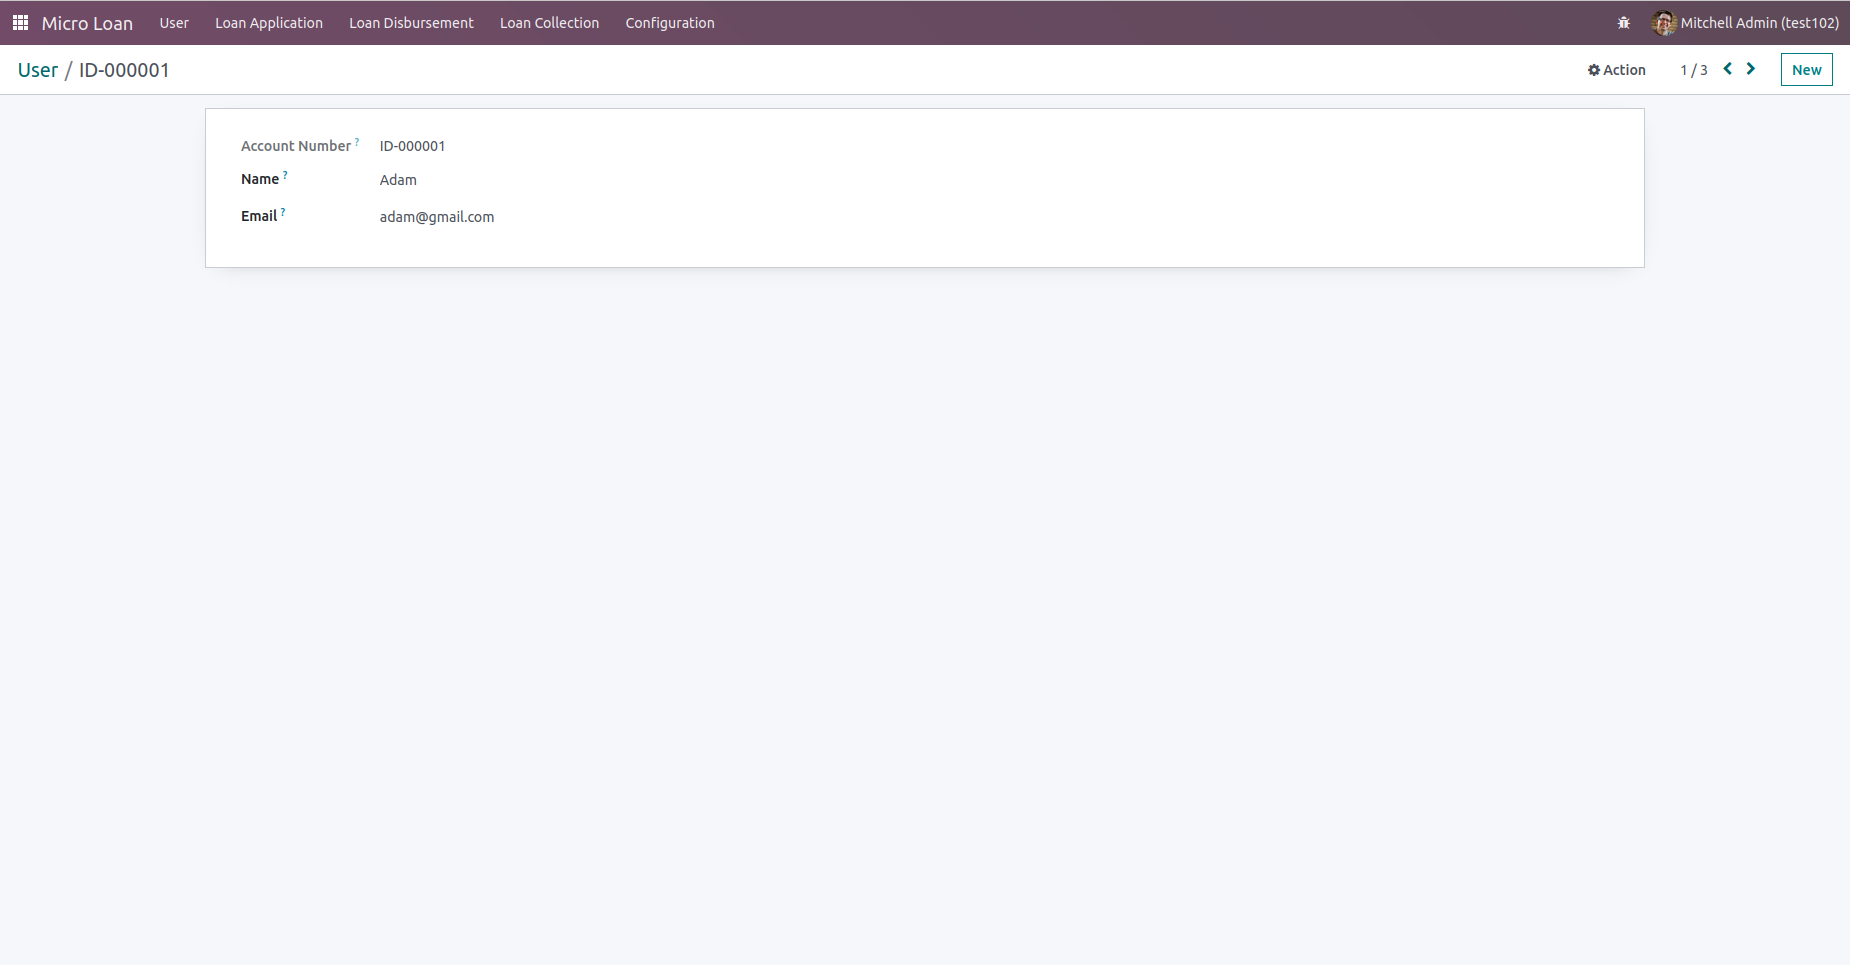 Micro Loan User Loan Application Loan Disbursement Loan Collection Configuration Mitchell Admin (test102)
User / ID-000001 Action 1 / 3 New
Account Number ? ID-000001
Name ? Adam
Email ? adam@gmail.com